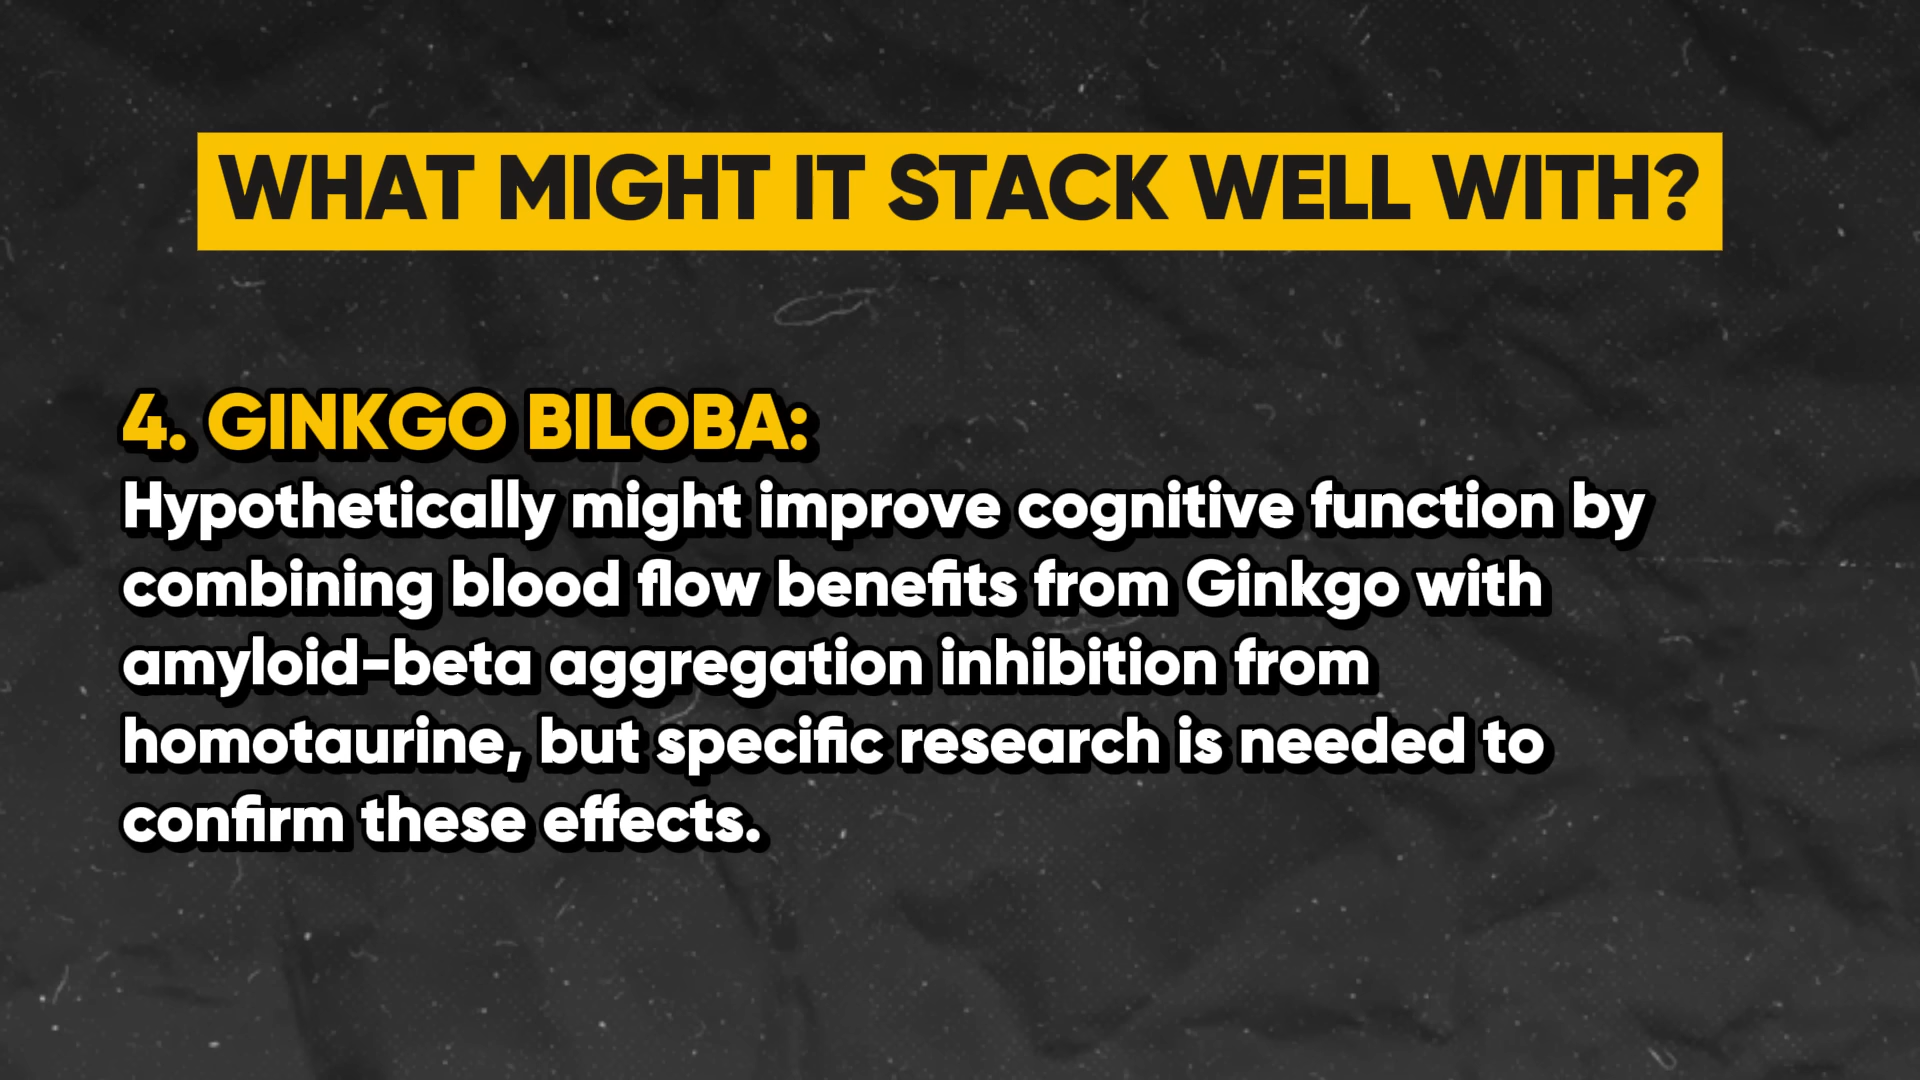 WHAT MIGHT IT STACK WELL WITH?
4. GINKGO BILOBA:
Hypothetically might improve cognitive function by
combining blood flow benefits from Ginkgo with
amyloid-beta aggregation inhibition from
homotaurine, but specific research is needed to
confirm these effects.